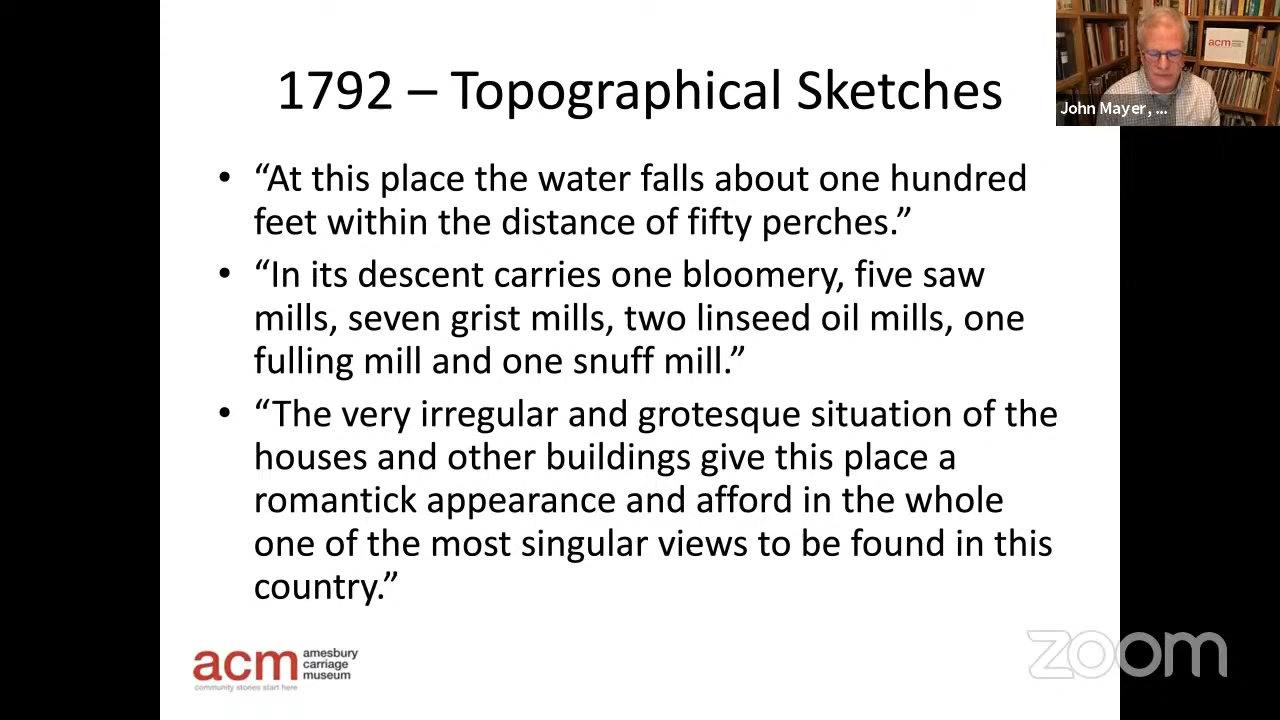 1792 – Topographical Sketches
acm
John Mayer, ...
• “At this place the water falls about one hundred
feet within the distance of fifty perches.”
• “In its descent carries one bloomery, five saw
mills, seven grist mills, two linseed oil mills, one
fulling mill and one snuff mill.”
• “The very irregular and grotesque situation of the
houses and other buildings give this place a
romantick appearance and afford in the whole
one of the most singular views to be found in this
country.”
acm
amesbury
carriage
museum
community stories start here
zoom